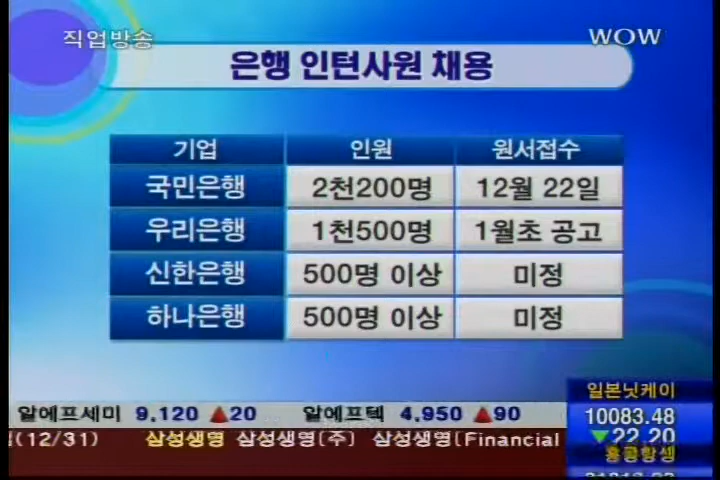 직업방송
WOW
은행 인턴사원 채용
기업 인원 원서접수
국민은행 2천200명 12월 22일
우리은행 1천500명 1월초 공고
신한은행 500명 이상 미정
하나은행 500명 이상 미정
일본닛케이
알에프세미 9,120 ▲20 알에프텍 4,950 ▲90
10083.48
▼22.20
(12/31) 삼성생명 삼성생명(주) 삼성생명(Financial
홍콩항셍